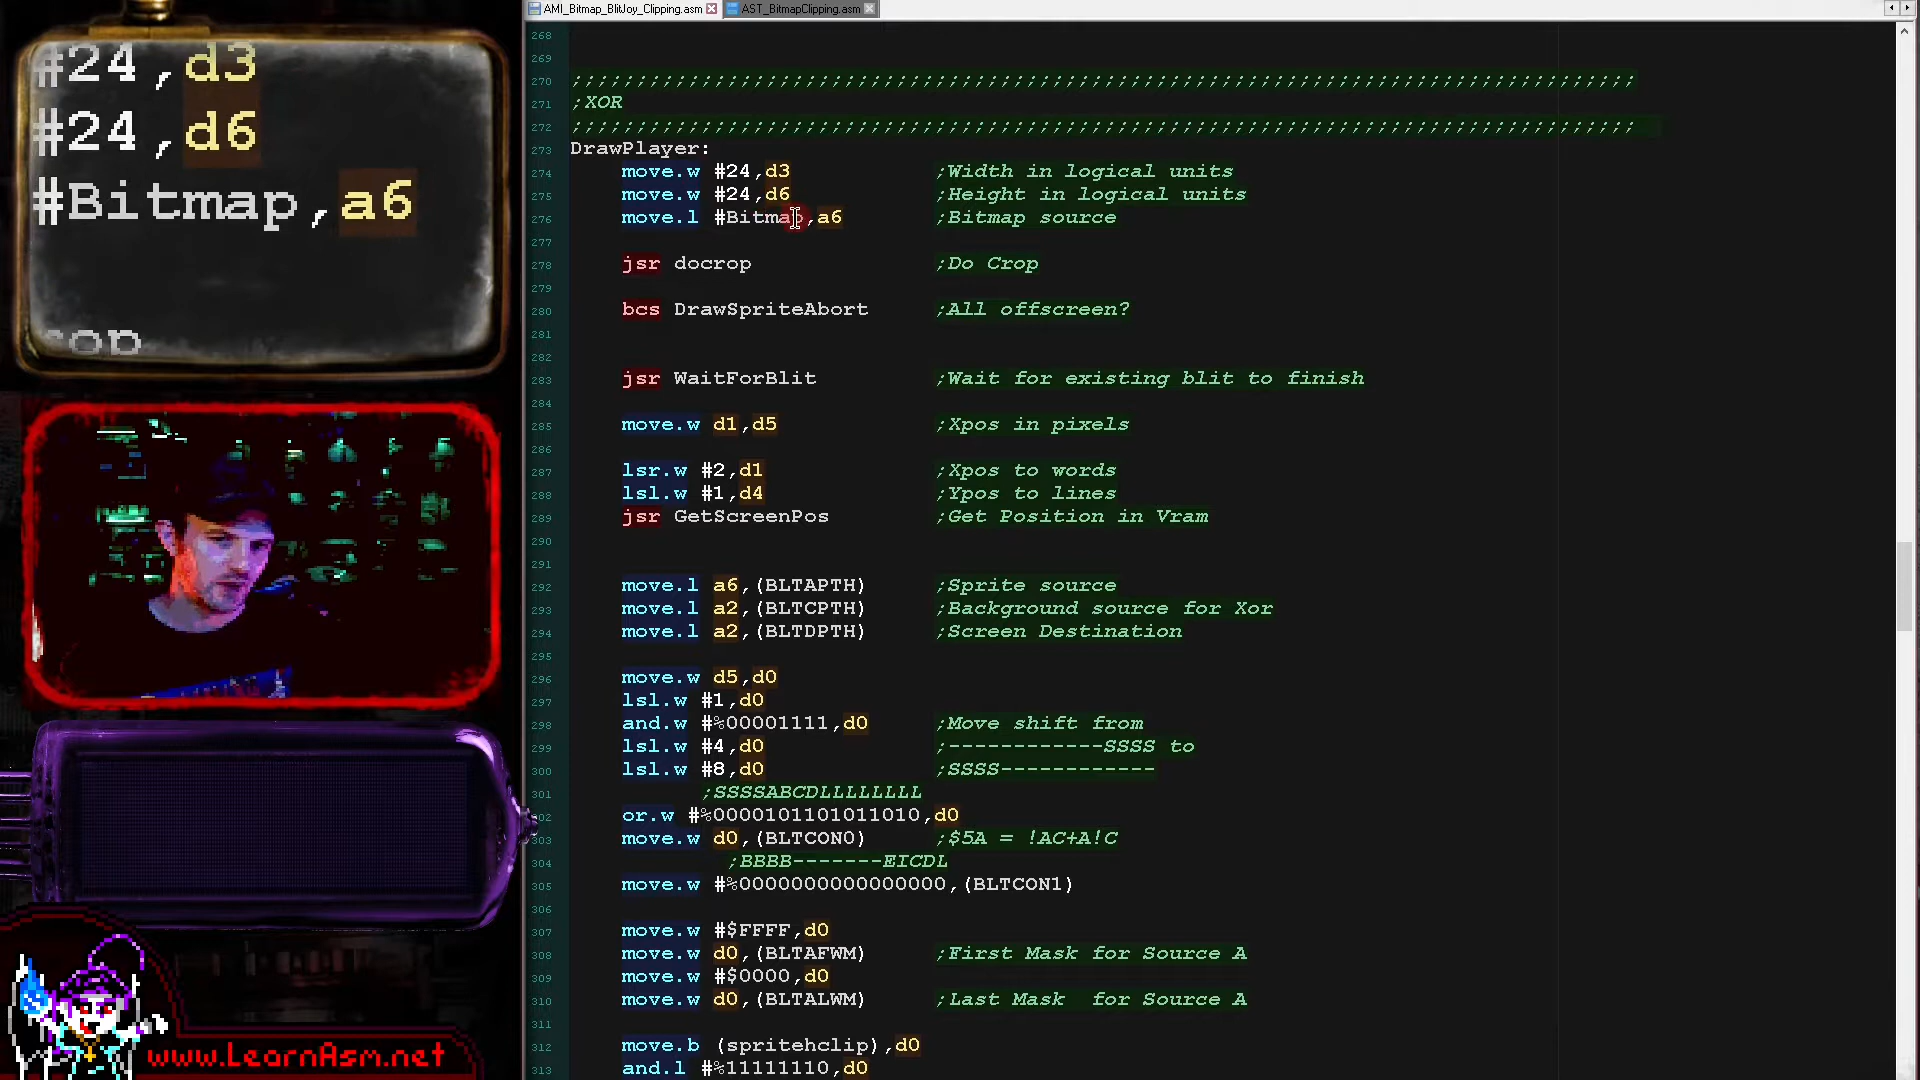 AMI_Bitmap_BlitJoy_Clipping.asm AST_BitmapClipping.asm
#24,d3
#24,d6
#Bitmap,a6
www.LearnAsm.net
268
269
270 ;;;;;;;;;;;;;;;;;;;;;;;;;;;;;;;;;;;;;;;;;;;;;;;;;;;;;;;;;;;;;;;;;;;;;;;;;;;;;;;;;;
271 ;XOR
272 ;;;;;;;;;;;;;;;;;;;;;;;;;;;;;;;;;;;;;;;;;;;;;;;;;;;;;;;;;;;;;;;;;;;;;;;;;;;;;;;;;;
273 DrawPlayer:
274 move.w #24,d3 ;Width in logical units
275 move.w #24,d6 ;Height in logical units
276 move.l #Bitmap,a6 ;Bitmap source
277
278 jsr docrop ;Do Crop
279
280 bcs DrawSpriteAbort ;All offscreen?
281
282
283 jsr WaitForBlit ;Wait for existing blit to finish
284
285 move.w d1,d5 ;Xpos in pixels
286
287 lsr.w #2,d1 ;Xpos to words
288 lsl.w #1,d4 ;Ypos to lines
289 jsr GetScreenPos ;Get Position in Vram
290
291
292 move.l a6,(BLTAPTH) ;Sprite source
293 move.l a2,(BLTCPTH) ;Background source for Xor
294 move.l a2,(BLTDPTH) ;Screen Destination
295
296 move.w d5,d0
297 lsl.w #1,d0
298 and.w #%00001111,d0 ;Move shift from
299 lsl.w #4,d0 ;------------SSSS to
300 lsl.w #8,d0 ;SSSS------------
301 ;SSSSABCDLLLLLLLL
302 or.w #%0000101101011010,d0
303 move.w d0,(BLTCON0) ;$5A = !AC+A!C
304 ;BBBB-------EICDL
305 move.w #%0000000000000000,(BLTCON1)
306
307 move.w #$FFFF,d0
308 move.w d0,(BLTAFWM) ;First Mask for Source A
309 move.w #$0000,d0
310 move.w d0,(BLTALWM) ;Last Mask for Source A
311
312 move.b (spritehclip),d0
313 and.l #%11111110,d0